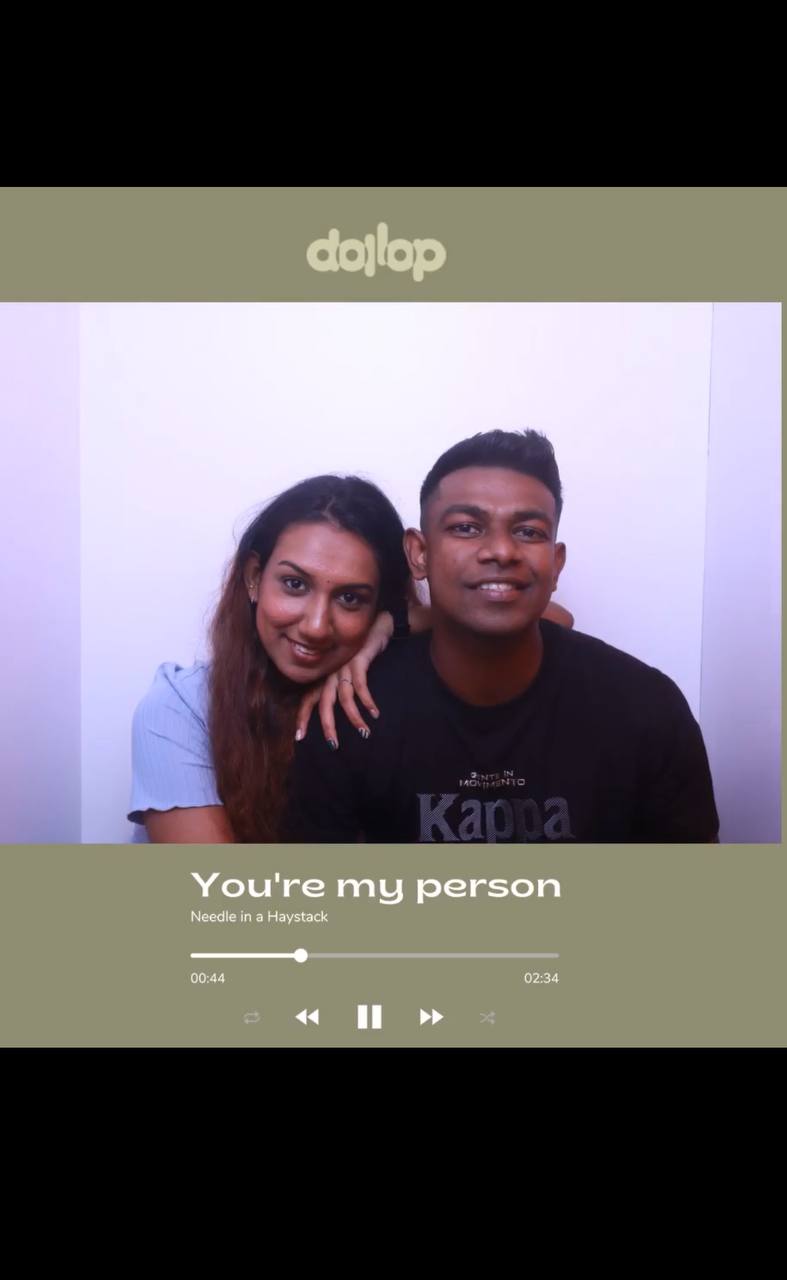 dollop
GENTE IN
MOVIMENTO
Kappa
You're my person
Needle in a Haystack
00:44
02:34